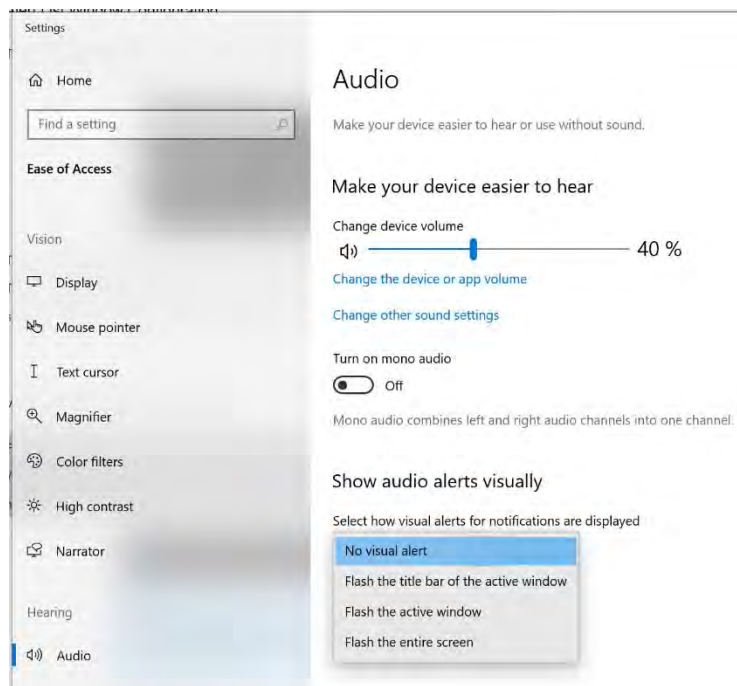 Settings
Home
Find a setting
Ease of Access
Vision
Display
Mouse pointer
Text cursor
Magnifier
Color filters
High contrast
Narrator
Hearing
Audio
Audio
Make your device easier to hear or use without sound.
Make your device easier to hear
Change device volume
40 %
Change the device or app volume
Change other sound settings
Turn on mono audio
Off
Mono audio combines left and right audio channels into one channel
Show audio alerts visually
Select how visual alerts for notifications are displayed
No visual alert
Flash the title bar of the active window
Flash the active window
Flash the entire screen